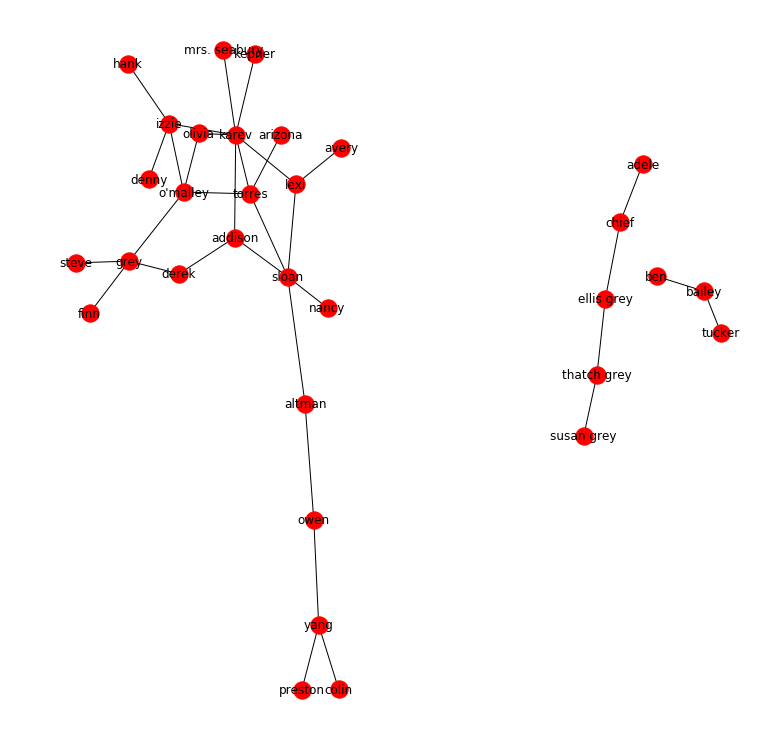 mrs. seabury
kepner
hank
izzie
olivia
karev
arizona
avery
adele
denny
o'malley
torres
lexi
chief
addison
steve
grey
derek
sloan
ben
bailey
ellis grey
nancy
finn
tucker
thatch grey
altman
susan grey
owen
yang
preston
colin